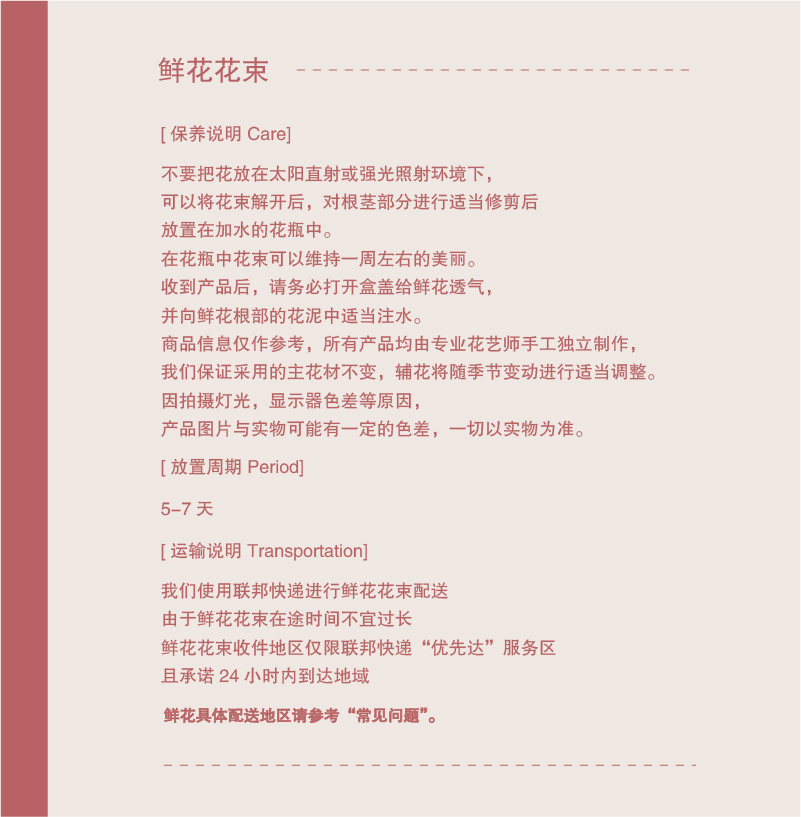 鲜花花束
[ 保养说明 Care]
不要把花放在太阳直射或强光照射环境下，
可以将花束解开后，对根茎部分进行适当修剪后
放置在加水的花瓶中。
在花瓶中花束可以维持一周左右的美丽。
收到产品后，请务必打开盒盖给鲜花透气，
并向鲜花根部的花泥中适当注水。
商品信息仅作参考，所有产品均由专业花艺师手工独立制作，
我们保证采用的主花材不变，辅花将随季节变动进行适当调整。
因拍摄灯光，显示器色差等原因，
产品图片与实物可能有一定的色差，一切以实物为准。
[ 放置周期 Period]
5–7 天
[ 运输说明 Transportation]
我们使用联邦快递进行鲜花花束配送
由于鲜花花束在途时间不宜过长
鲜花花束收件地区仅限联邦快递“优先达”服务区
且承诺 24 小时内到达地域
鲜花具体配送地区请参考“常见问题”。